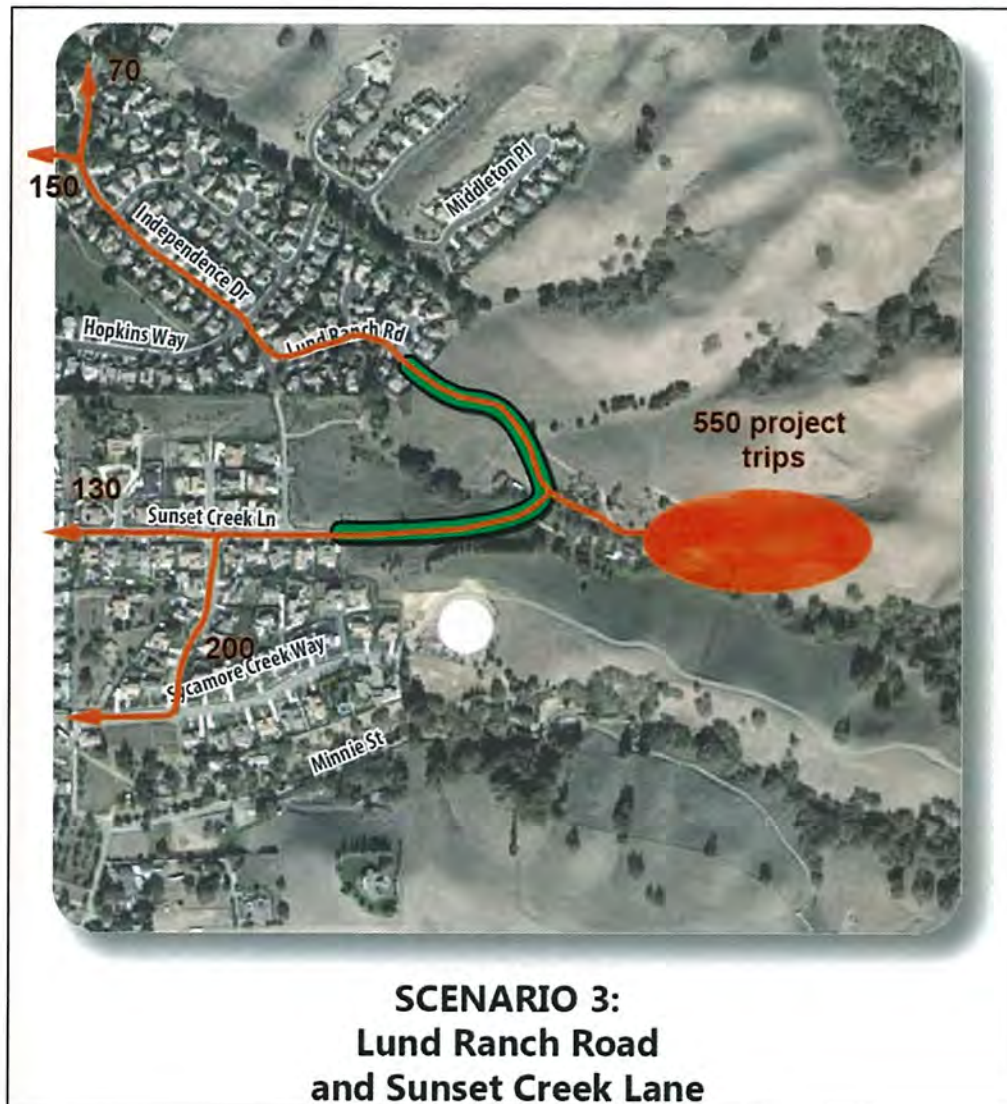 70
150
Middleton Pl
Independence Dr
Hopkins Way
Lund Ranch Rd
550 project
trips
130
Sunset Creek Ln
200
Sycamore Creek Way
Minnie St
SCENARIO 3:
Lund Ranch Road
and Sunset Creek Lane